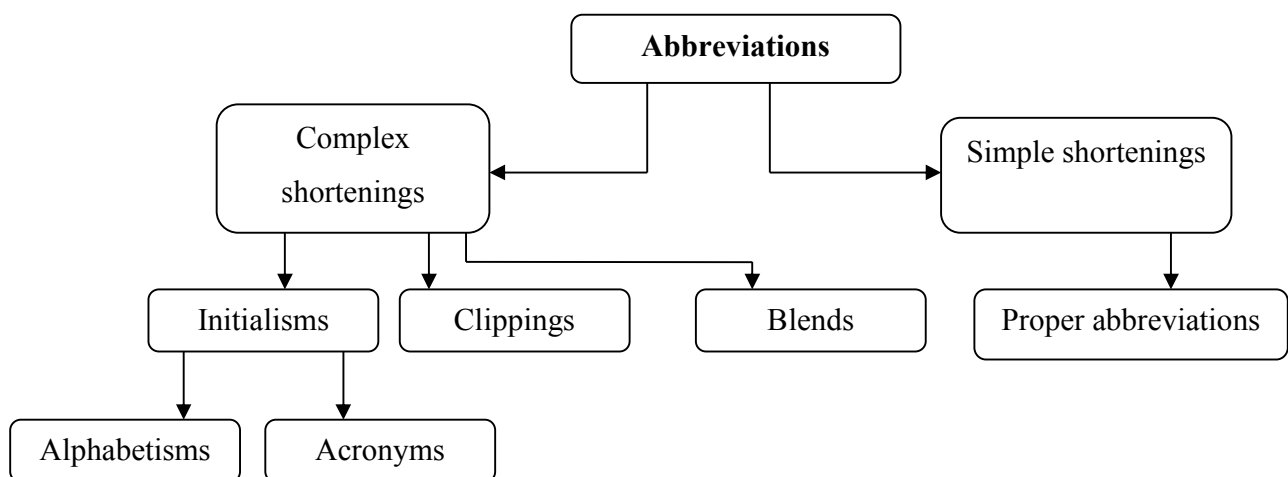 Abbreviations
Complex
shortenings
Simple shortenings
Initialisms
Clippings
Blends
Proper abbreviations
Alphabetisms
Acronyms